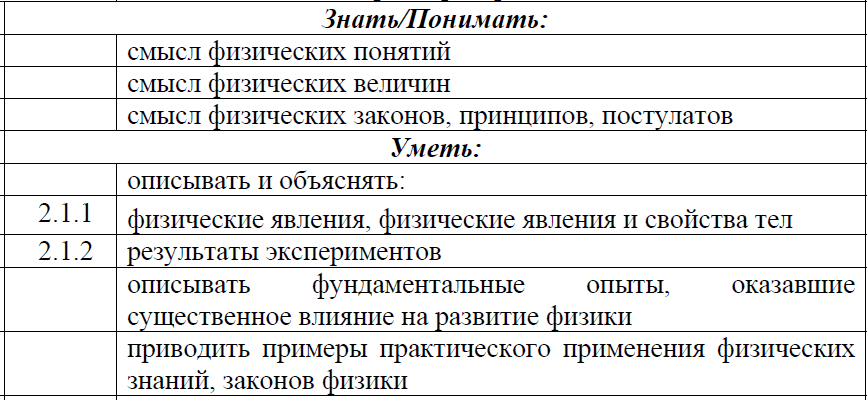 Знать/Понимать:
смысл физических понятий
смысл физических величин
смысл физических законов, принципов, постулатов
Уметь:
описывать и объяснять:
2.1.1 физические явления, физические явления и свойства тел
2.1.2 результаты экспериментов
описывать фундаментальные опыты, оказавшие
существенное влияние на развитие физики
приводить примеры практического применения физических
знаний, законов физики